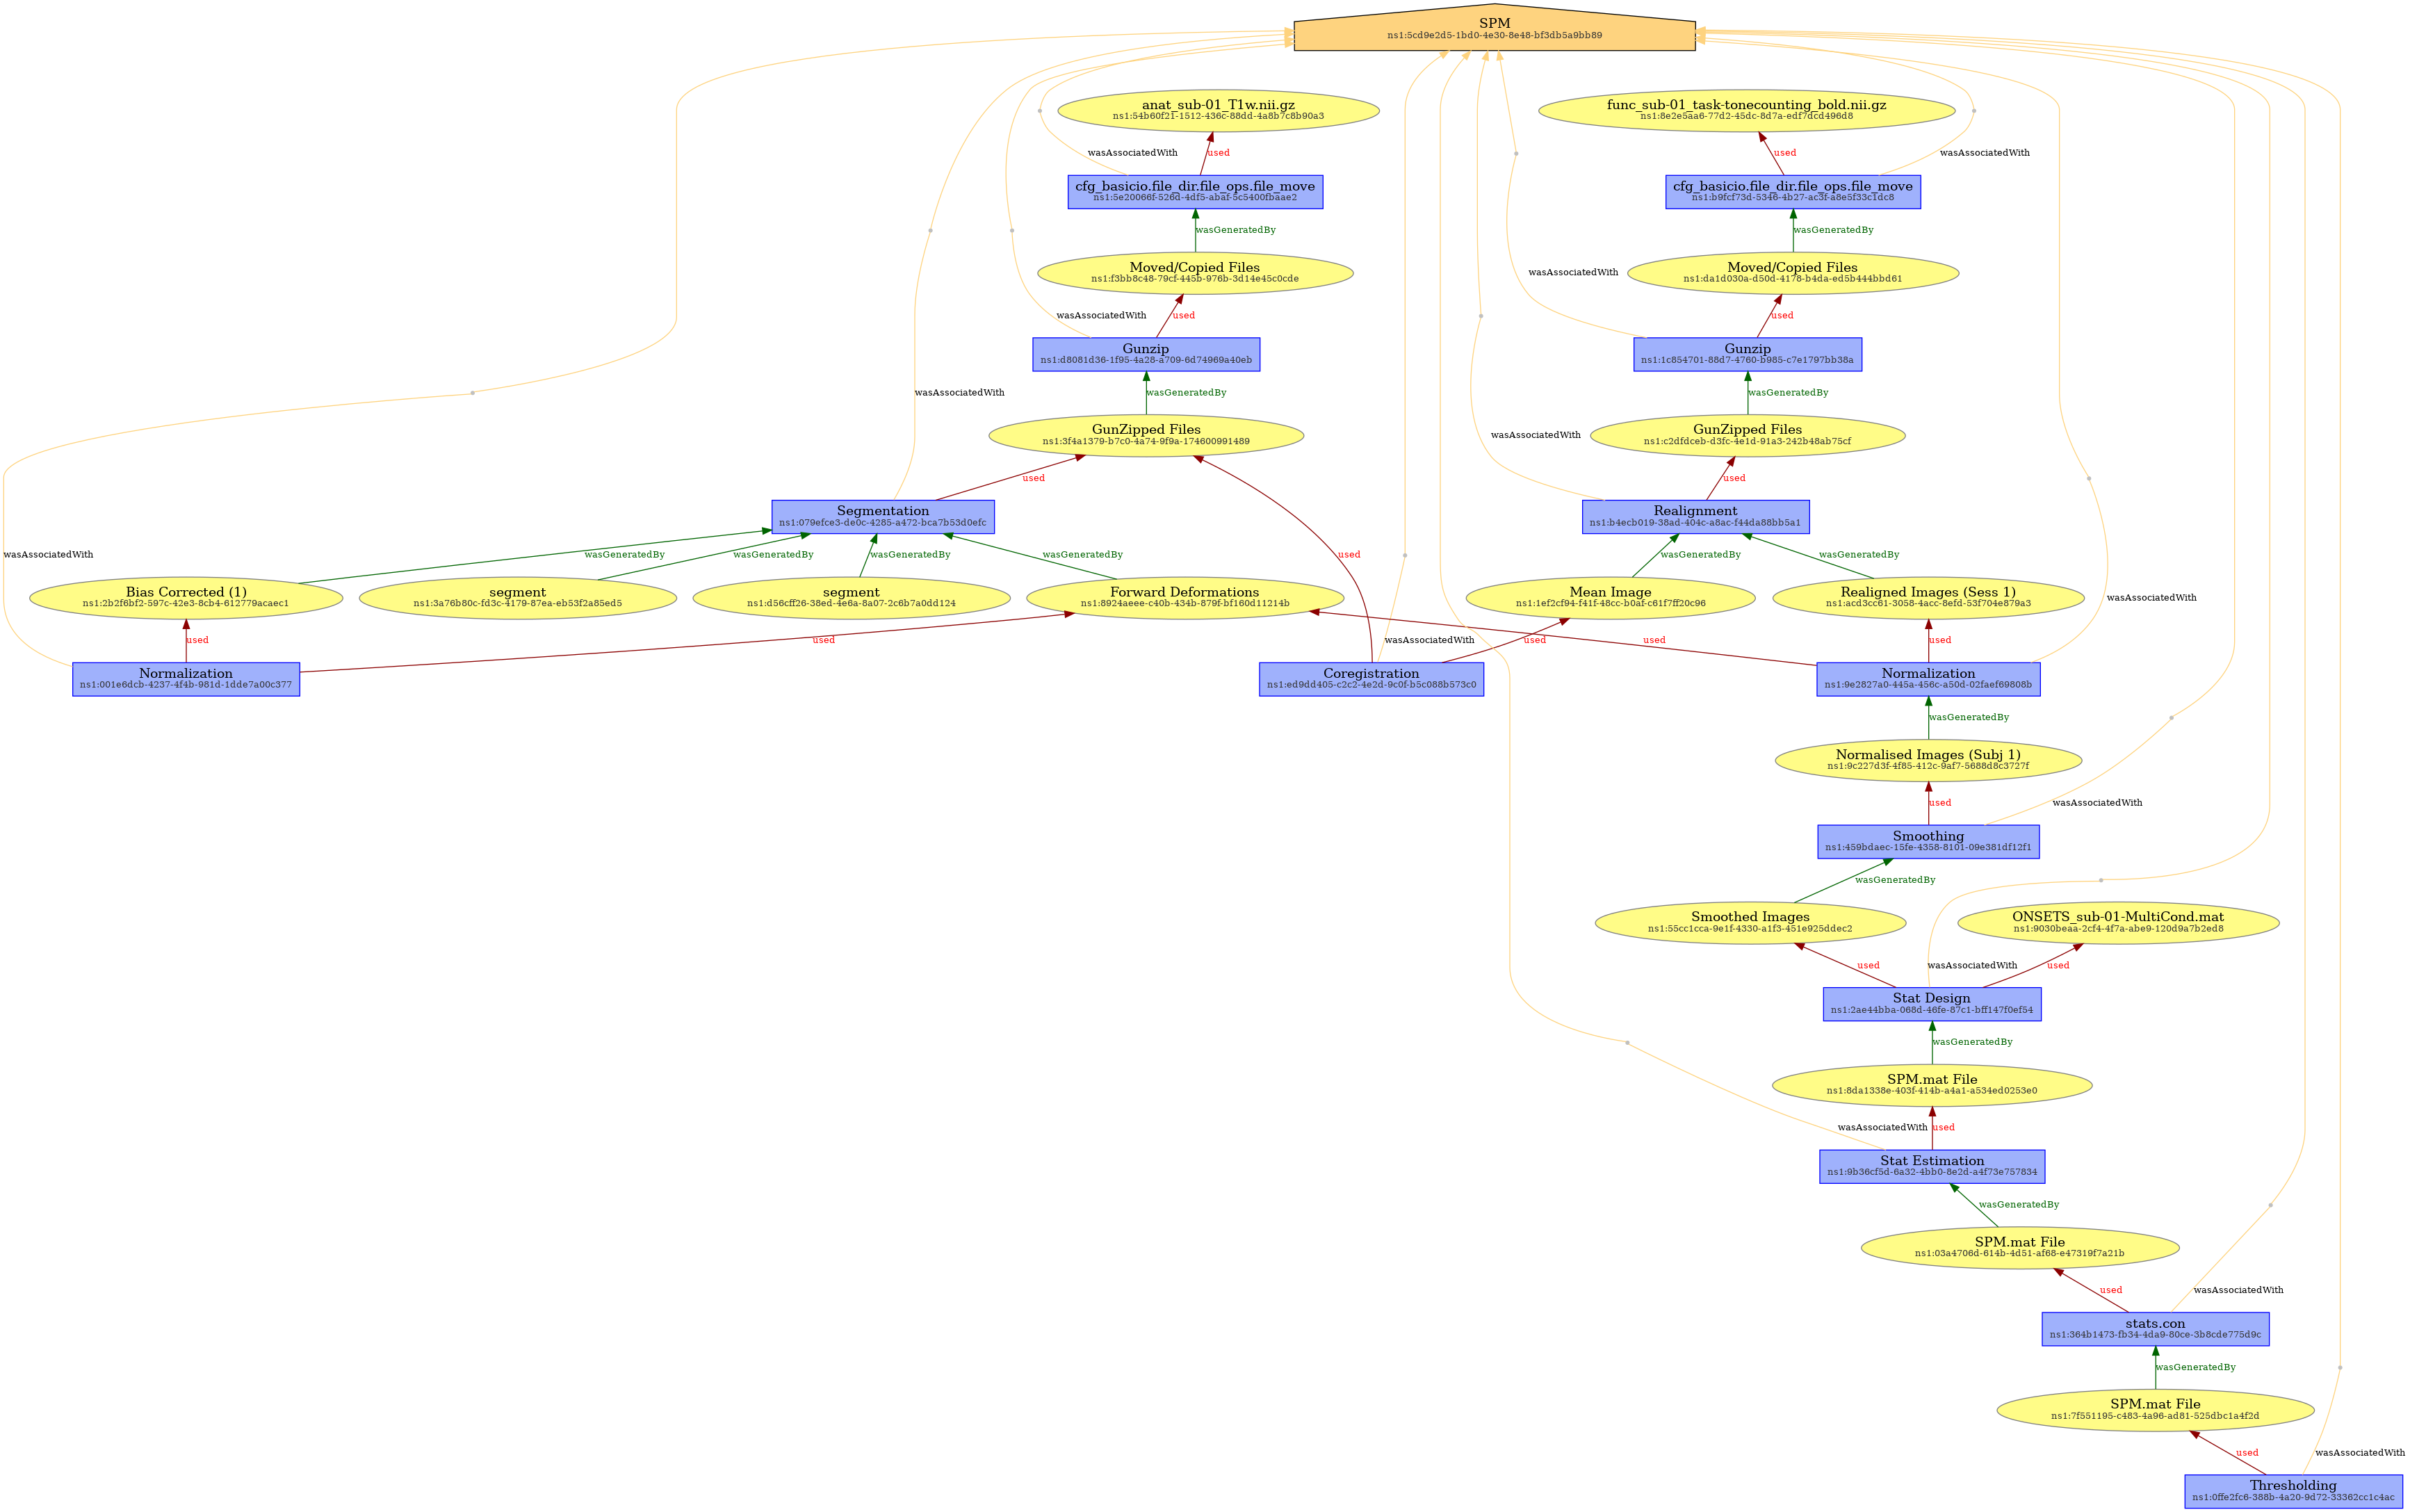 SPM
ns1:5cd9e2d5-1bd0-4e30-8e48-bf3db5a9bb89
anat_sub-01_T1w.nii.gz
ns1:54b60f21-1512-436c-88dd-4a8b7c8b90a3
func_sub-01_task-tonecounting_bold.nii.gz
ns1:8e2e5aa6-77d2-45dc-8d7a-edf7dcd496d8
wasAssociatedWith
used
used
wasAssociatedWith
cfg_basicio.file_dir.file_ops.file_move
ns1:5e20066f-526d-4df5-abaf-5c5400fbaae2
cfg_basicio.file_dir.file_ops.file_move
ns1:b9fcf73d-5346-4b27-ac3f-a8e5f33c1dc8
wasGeneratedBy
wasGeneratedBy
Moved/Copied Files
ns1:f3bb8c48-79cf-445b-976b-3d14e45c0cde
Moved/Copied Files
ns1:da1d030a-d50d-4178-b4da-ed5b444bbd61
wasAssociatedWith
used
wasAssociatedWith
used
Gunzip
ns1:d8081d36-1f95-4a28-a709-6d74969a40eb
Gunzip
ns1:1c854701-88d7-4760-b985-c7e1797bb38a
wasAssociatedWith
wasGeneratedBy
wasGeneratedBy
GunZipped Files
ns1:3f4a1379-b7c0-4a74-9f9a-174600991489
GunZipped Files
ns1:c2dfdceb-d3fc-4e1d-91a3-242b48ab75cf
used
wasAssociatedWith
used
Segmentation
ns1:079efce3-de0c-4285-a472-bca7b53d0efc
Realignment
ns1:b4ecb019-38ad-404c-a8ac-f44da88bb5a1
wasAssociatedWith
wasGeneratedBy
wasGeneratedBy
wasGeneratedBy
wasGeneratedBy
used
wasGeneratedBy
wasGeneratedBy
Bias Corrected (1)
ns1:2b2f6bf2-597c-42e3-8cb4-612779acaec1
segment
ns1:3a76b80c-fd3c-4179-87ea-eb53f2a85ed5
segment
ns1:d56cff26-38ed-4e6a-8a07-2c6b7a0dd124
Forward Deformations
ns1:8924aeee-c40b-434b-879f-bf160d11214b
Mean Image
ns1:1ef2cf94-f41f-48cc-b0af-c61f7ff20c96
Realigned Images (Sess 1)
ns1:acd3cc61-3058-4acc-8efd-53f704e879a3
wasAssociatedWith
used
used
wasAssociatedWith
used
used
used
Normalization
ns1:001e6dcb-4237-4f4b-981d-1dde7a00c377
Coregistration
ns1:ed9dd405-c2c2-4e2d-9c0f-b5c088b573c0
Normalization
ns1:9e2827a0-445a-456c-a50d-02faef69808b
wasGeneratedBy
Normalised Images (Subj 1)
ns1:9c227d3f-4f85-412c-9af7-5688d8c3727f
used
wasAssociatedWith
Smoothing
ns1:459bdaec-15fe-4358-8101-09e381df12f1
wasGeneratedBy
Smoothed Images
ns1:55cc1cca-9e1f-4330-a1f3-451e925ddec2
ONSETS_sub-01-MultiCond.mat
ns1:9030beaa-2cf4-4f7a-abe9-120d9a7b2ed8
used
wasAssociatedWith
used
Stat Design
ns1:2ae44bba-068d-46fe-87c1-bff147f0ef54
wasGeneratedBy
SPM.mat File
ns1:8da1338e-403f-414b-a4a1-a534ed0253e0
wasAssociatedWith
used
Stat Estimation
ns1:9b36cf5d-6a32-4bb0-8e2d-a4f73e757834
wasGeneratedBy
SPM.mat File
ns1:03a4706d-614b-4d51-af68-e47319f7a21b
used
wasAssociatedWith
stats.con
ns1:364b1473-fb34-4da9-80ce-3b8cde775d9c
wasGeneratedBy
SPM.mat File
ns1:7f551195-c483-4a96-ad81-525dbc1a4f2d
used
wasAssociatedWith
Thresholding
ns1:0ffe2fc6-388b-4a20-9d72-33362cc1c4ac